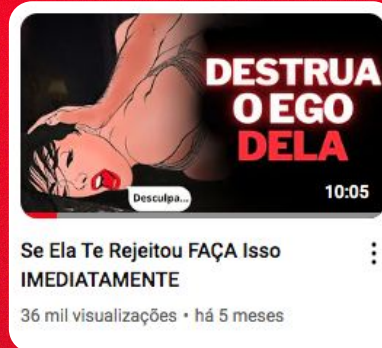 DESTRUA
O EGO
DELA
Desculpa...
10:05
Se Ela Te Rejeitou FAÇA Isso
IMEDIATAMENTE
36 mil visualizações • há 5 meses